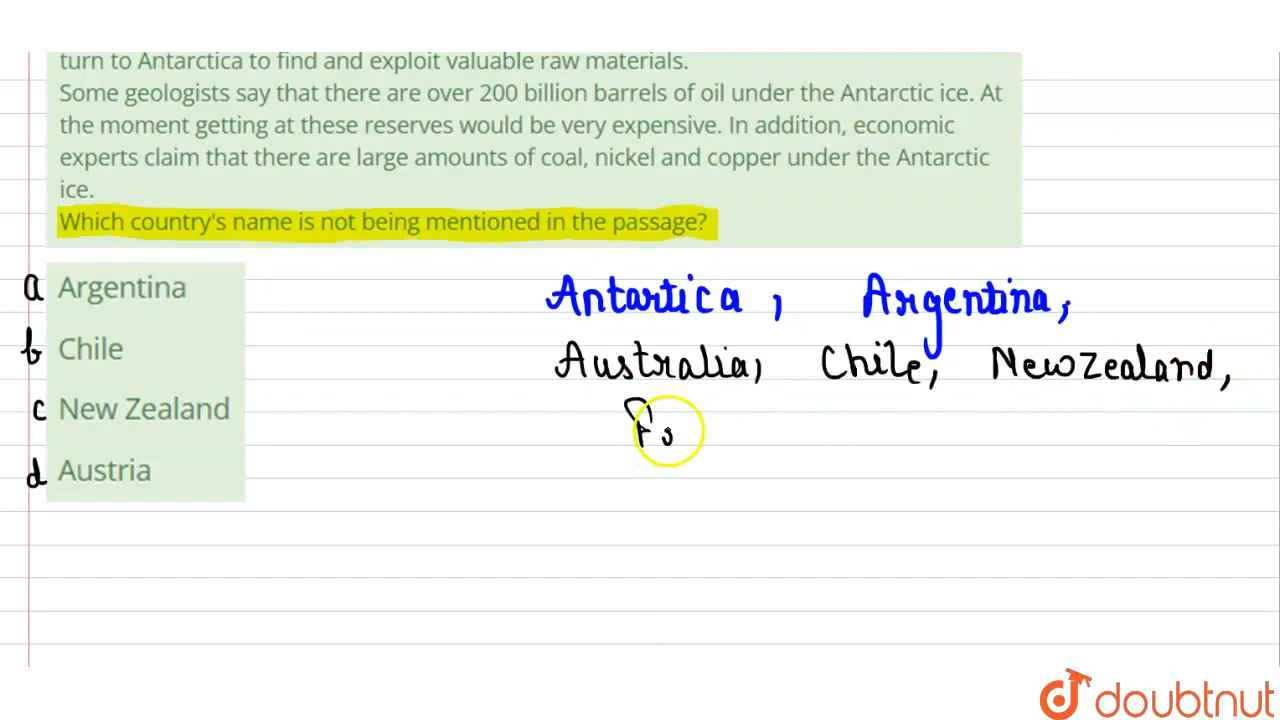 turn to Antarctica to find and exploit valuable raw materials.
Some geologists say that there are over 200 billion barrels of oil under the Antarctic ice. At
the moment getting at these reserves would be very expensive. In addition, economic
experts claim that there are large amounts of coal, nickel and copper under the Antarctic
ice.
Which country's name is not being mentioned in the passage?
a Argentina
b Chile
c New Zealand
d Austria
Antartica, Argentina,
Australia, Chile, New Zealand,
doubtnut